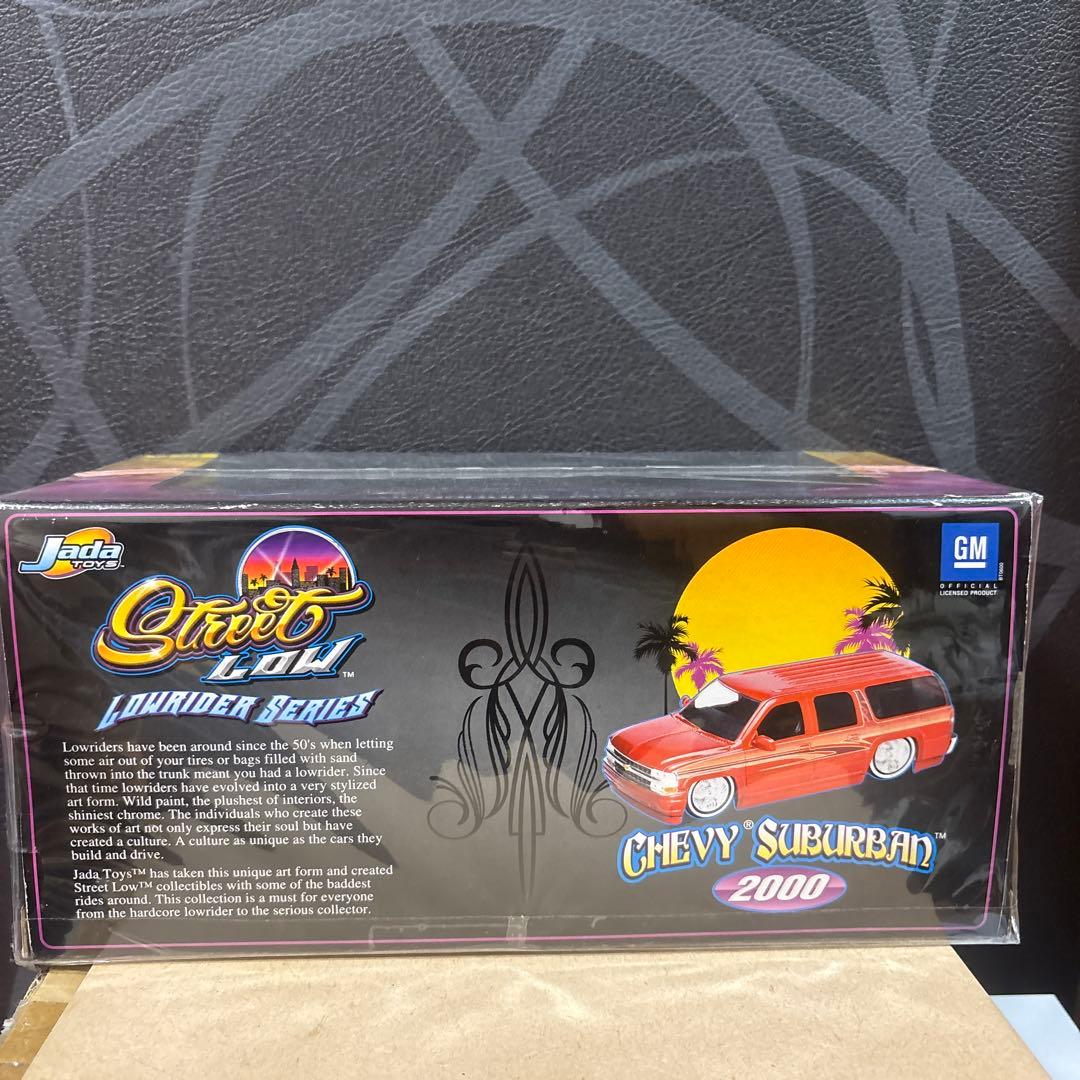 Jada
TOYS™
Street
LOW™
LOWRIDER SERIES
Lowriders have been around since the 50's when letting
some air out of your tires or bags filled with sand
thrown into the trunk meant you had a lowrider. Since
that time lowriders have evolved into a very stylized
art form. Wild paint, the plushest of interiors, the
shiniest chrome. The individuals who create these
works of art not only express their soul but have
created a culture. A culture as unique as the cars they
build and drive.
Jada Toys™ has taken this unique art form and created
Street Low™ collectibles with some of the baddest
rides around. This collection is a must for everyone
from the hardcore lowrider to the serious collector.
GM
OFFICIAL
LICENSED PRODUCT
CHEVY® SUBURBAN™
2000